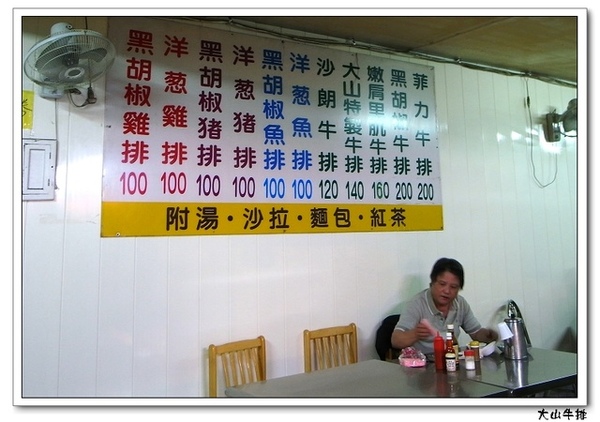 黑胡椒雞排 100
洋葱雞排 100
黑胡椒猪排 100
洋葱猪排 100
黑胡椒魚排 100
洋葱魚排 100
沙朗牛排 120
大山特製牛排 140
嫩肩里肌牛排 160
黑胡椒牛排 200
菲力牛排 200
附湯·沙拉·麵包·紅茶
大山牛排